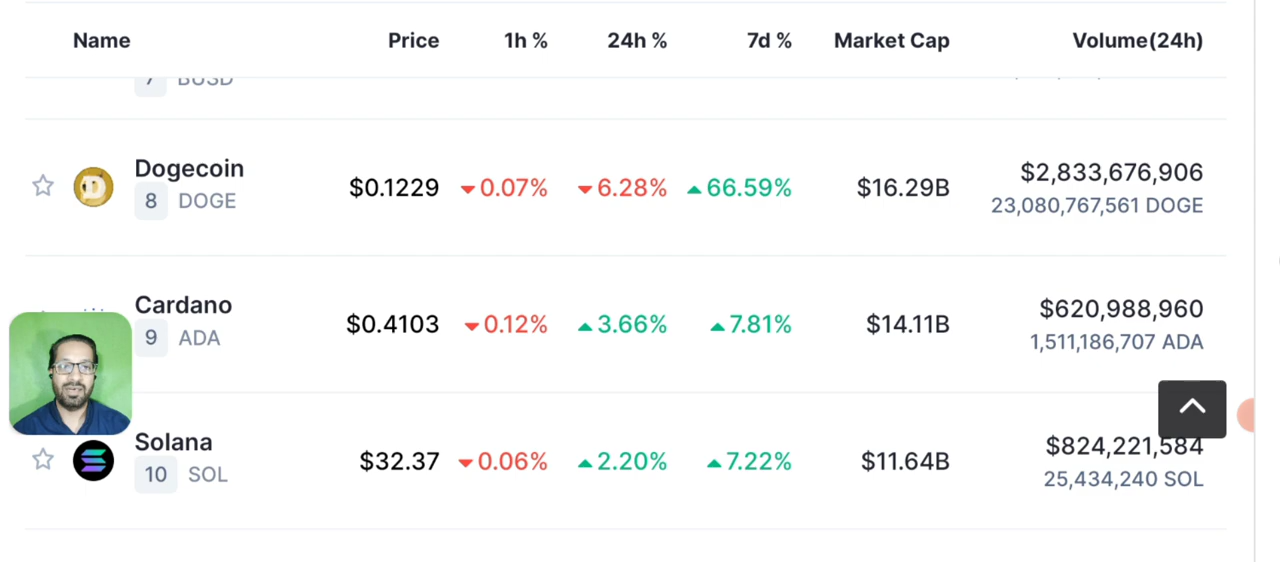 Name Price 1h % 24h % 7d % Market Cap Volume(24h)
7 BUSD
Dogecoin
8 DOGE
$0.1229 0.07% 6.28% 66.59% $16.29B $2,833,676,906
23,080,767,561 DOGE
Cardano
9 ADA
$0.4103 0.12% 3.66% 7.81% $14.11B $620,988,960
1,511,186,707 ADA
Solana
10 SOL
$32.37 0.06% 2.20% 7.22% $11.64B $824,221,584
25,434,240 SOL